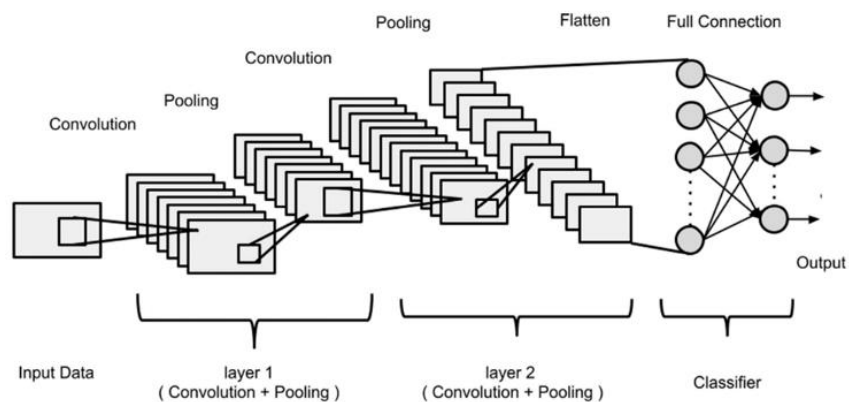 Pooling
Flatten
Full Connection
Convolution
Pooling
Convolution
Output
Input Data
layer 1
( Convolution + Pooling )
layer 2
( Convolution + Pooling )
Classifier